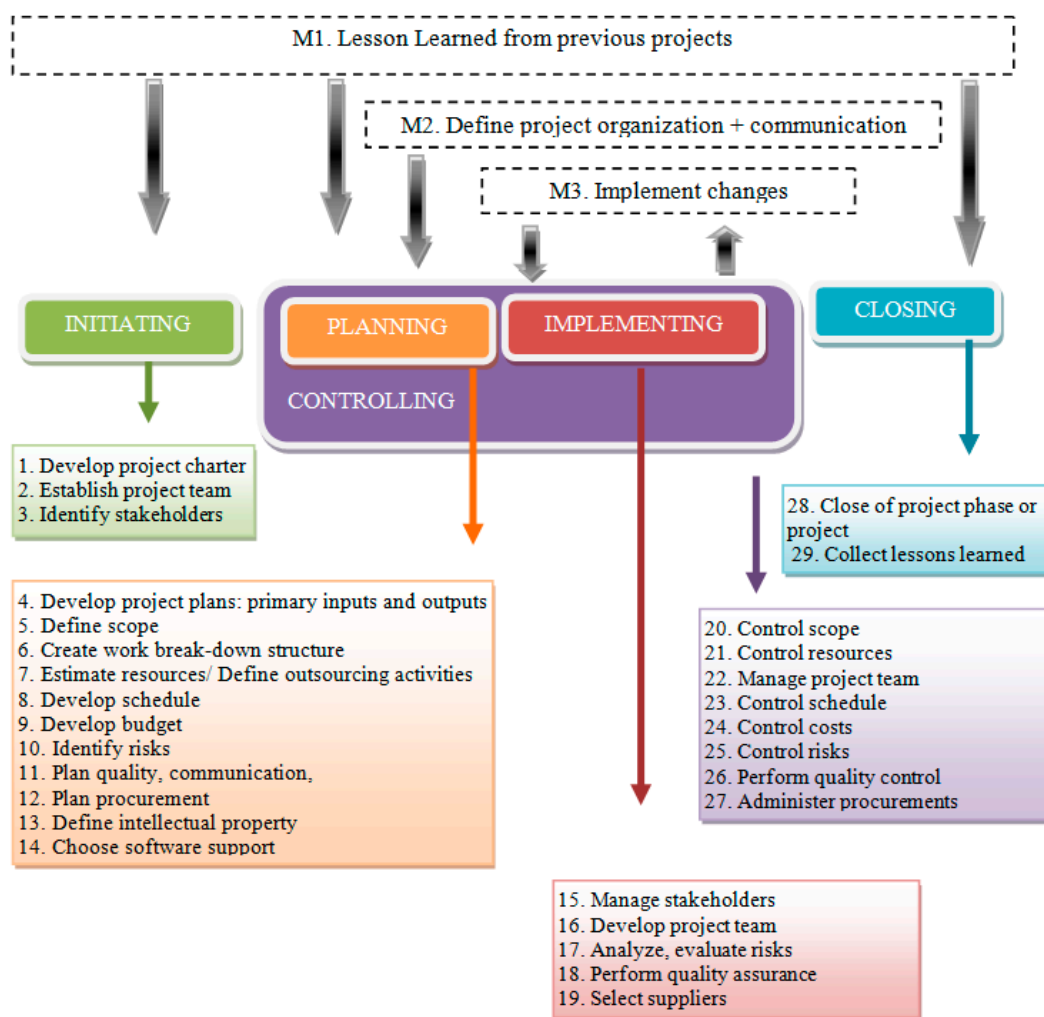 M1. Lesson Learned from previous projects
M2. Define project organization + communication
M3. Implement changes
INITIATING
PLANNING
IMPLEMENTING
CLOSING
CONTROLLING
1. Develop project charter
2. Establish project team
3. Identify stakeholders
28. Close of project phase or
project
29. Collect lessons learned
4. Develop project plans: primary inputs and outputs
5. Define scope
6. Create work break-down structure
7. Estimate resources/ Define outsourcing activities
8. Develop schedule
9. Develop budget
10. Identify risks
11. Plan quality, communication,
12. Plan procurement
13. Define intellectual property
14. Choose software support
20. Control scope
21. Control resources
22. Manage project team
23. Control schedule
24. Control costs
25. Control risks
26. Perform quality control
27. Administer procurements
15. Manage stakeholders
16. Develop project team
17. Analyze, evaluate risks
18. Perform quality assurance
19. Select suppliers